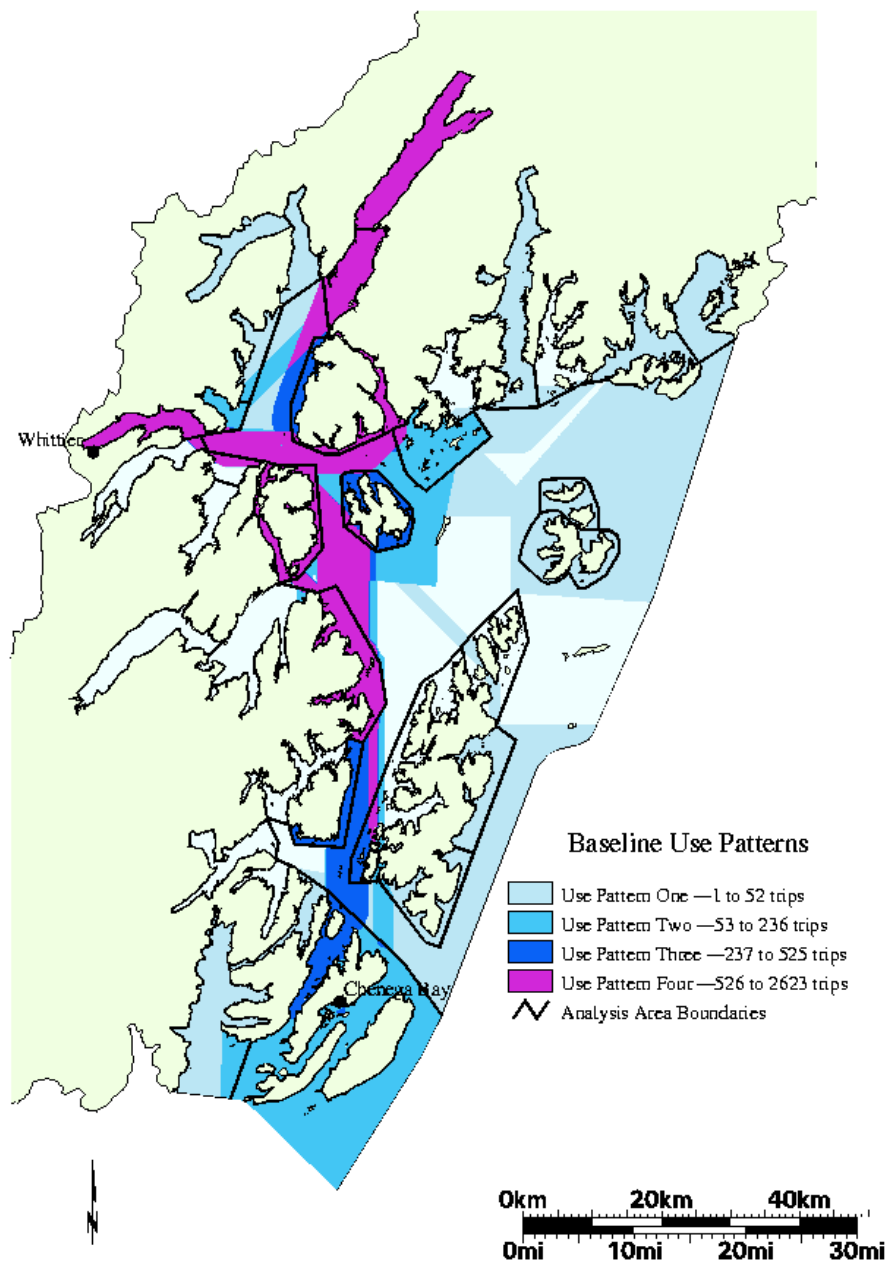 Whittier
Baseline Use Patterns
Use Pattern One —1 to 52 trips
Use Pattern Two —53 to 236 trips
Use Pattern Three —237 to 525 trips
Use Pattern Four —526 to 2623 trips
Analysis Area Boundaries
Chenega Bay
0km 20km 40km
0mi 10mi 20mi 30mi